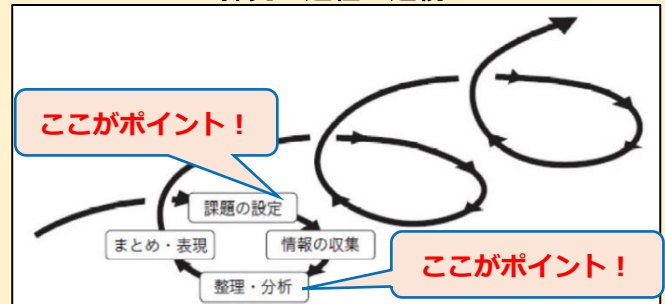 ここがポイント！
課題の設定
まとめ・表現
情報の収集
整理・分析
ここがポイント！